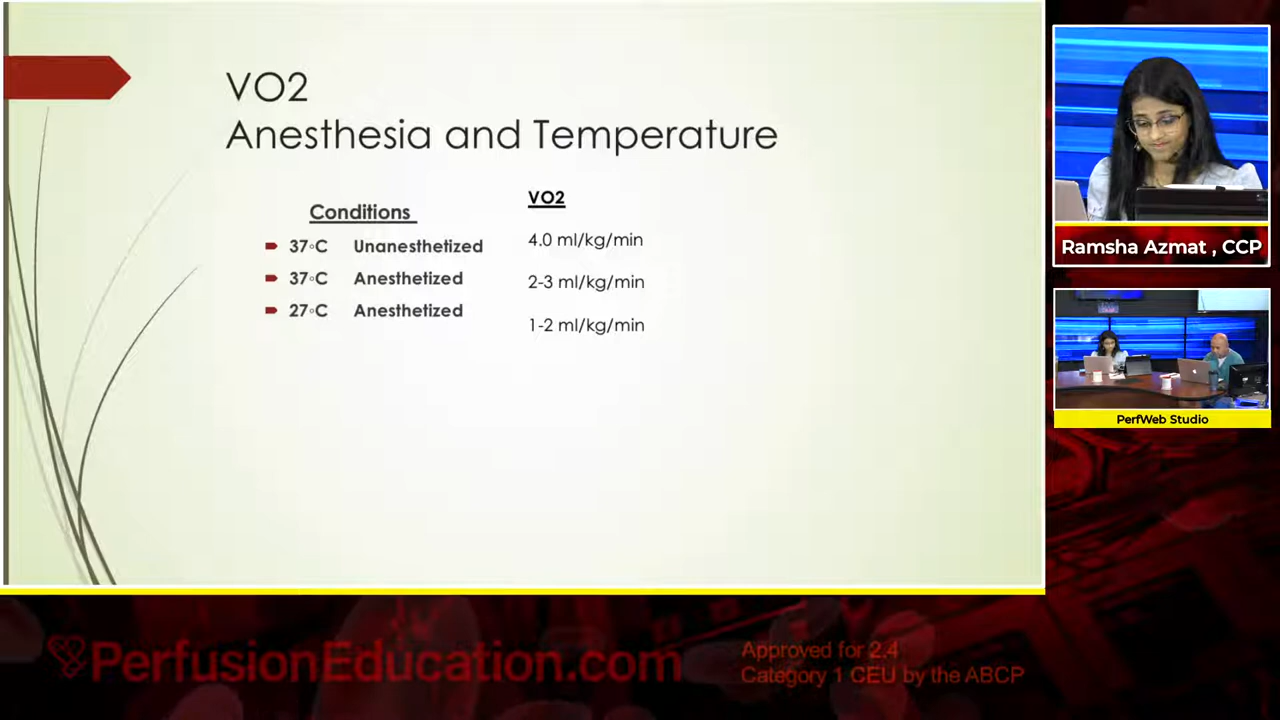 VO2
Anesthesia and Temperature
Conditions
VO2
37◦C Unanesthetized
4.0 ml/kg/min
37◦C Anesthetized
2-3 ml/kg/min
27◦C Anesthetized
1-2 ml/kg/min
Ramsha Azmat , CCP
PerfWeb Studio
PerfusionEducation.com
Approved for 2.4
Category 1 CEU by the ABCP